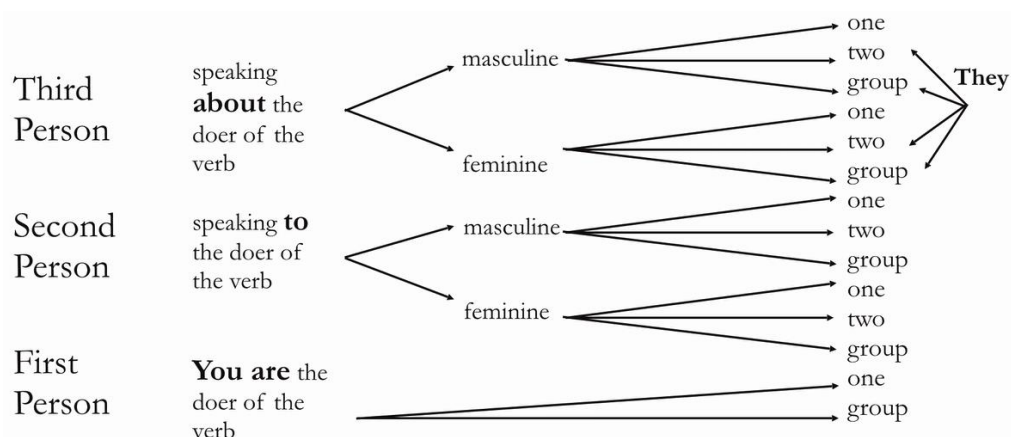 Third
Person
speaking
about the
doer of the
verb
masculine
one
two
group
feminine
one
two
group
They
Second
Person
speaking to
the doer of
the verb
masculine
one
two
group
feminine
one
two
group
First
Person
You are the
doer of the
verb
one
group